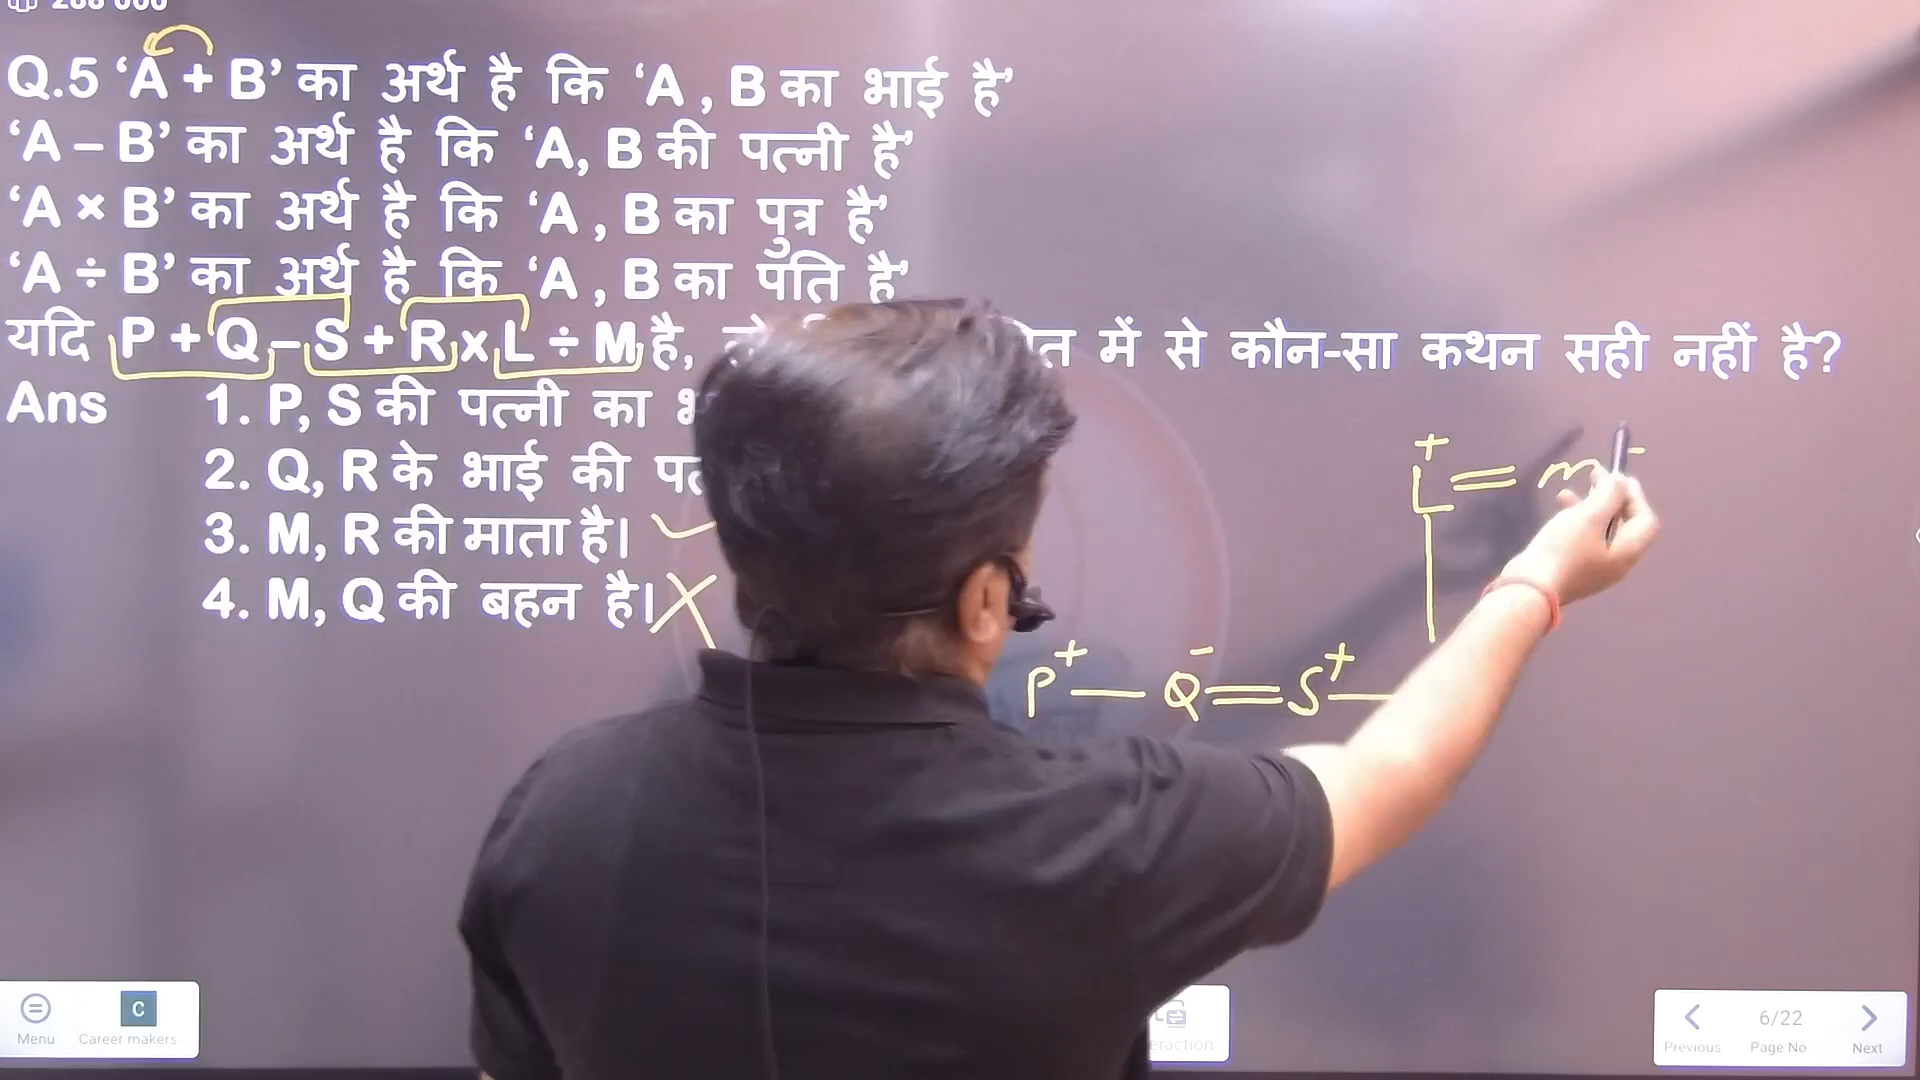 Q.5 ‘A + B’ का अर्थ है कि ‘A , B का भाई है’
‘A – B’ का अर्थ है कि ‘A, B की पत्नी है’
‘A × B’ का अर्थ है कि ‘A , B का पुत्र है’
‘A ÷ B’ का अर्थ है कि ‘A , B का पति है’
यदि P + Q – S + R x L ÷ M है, में से कौन-सा कथन सही नहीं है?
Ans 1. P, S की पत्नी का
2. Q, R के भाई की
3. M, R की माता है।
4. M, Q की बहन है।
L+ = m -
P+ — Q- = S+ —
Menu
C
Career makers
6/22
Previous Page No Next